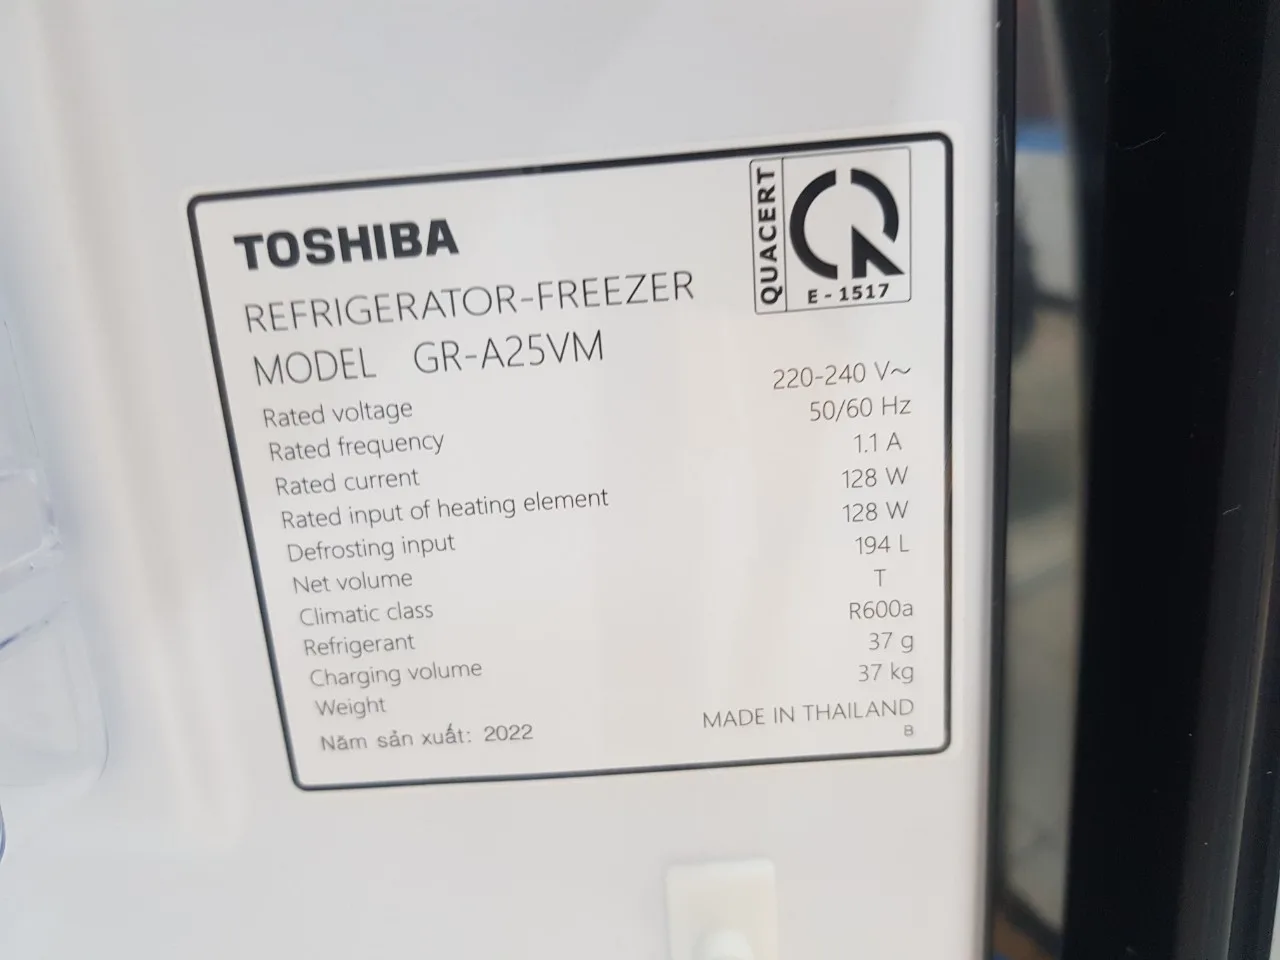 TOSHIBA
QUACERT
E - 1517
REFRIGERATOR-FREEZER
MODEL GR-A25VM
Rated voltage 220-240 V~
Rated frequency 50/60 Hz
Rated current 1.1 A
Rated input of heating element 128 W
Defrosting input 128 W
Net volume 194 L
Climatic class T
Refrigerant R600a
Charging volume 37 g
Weight 37 kg
Năm sản xuất: 2022 MADE IN THAILAND
B